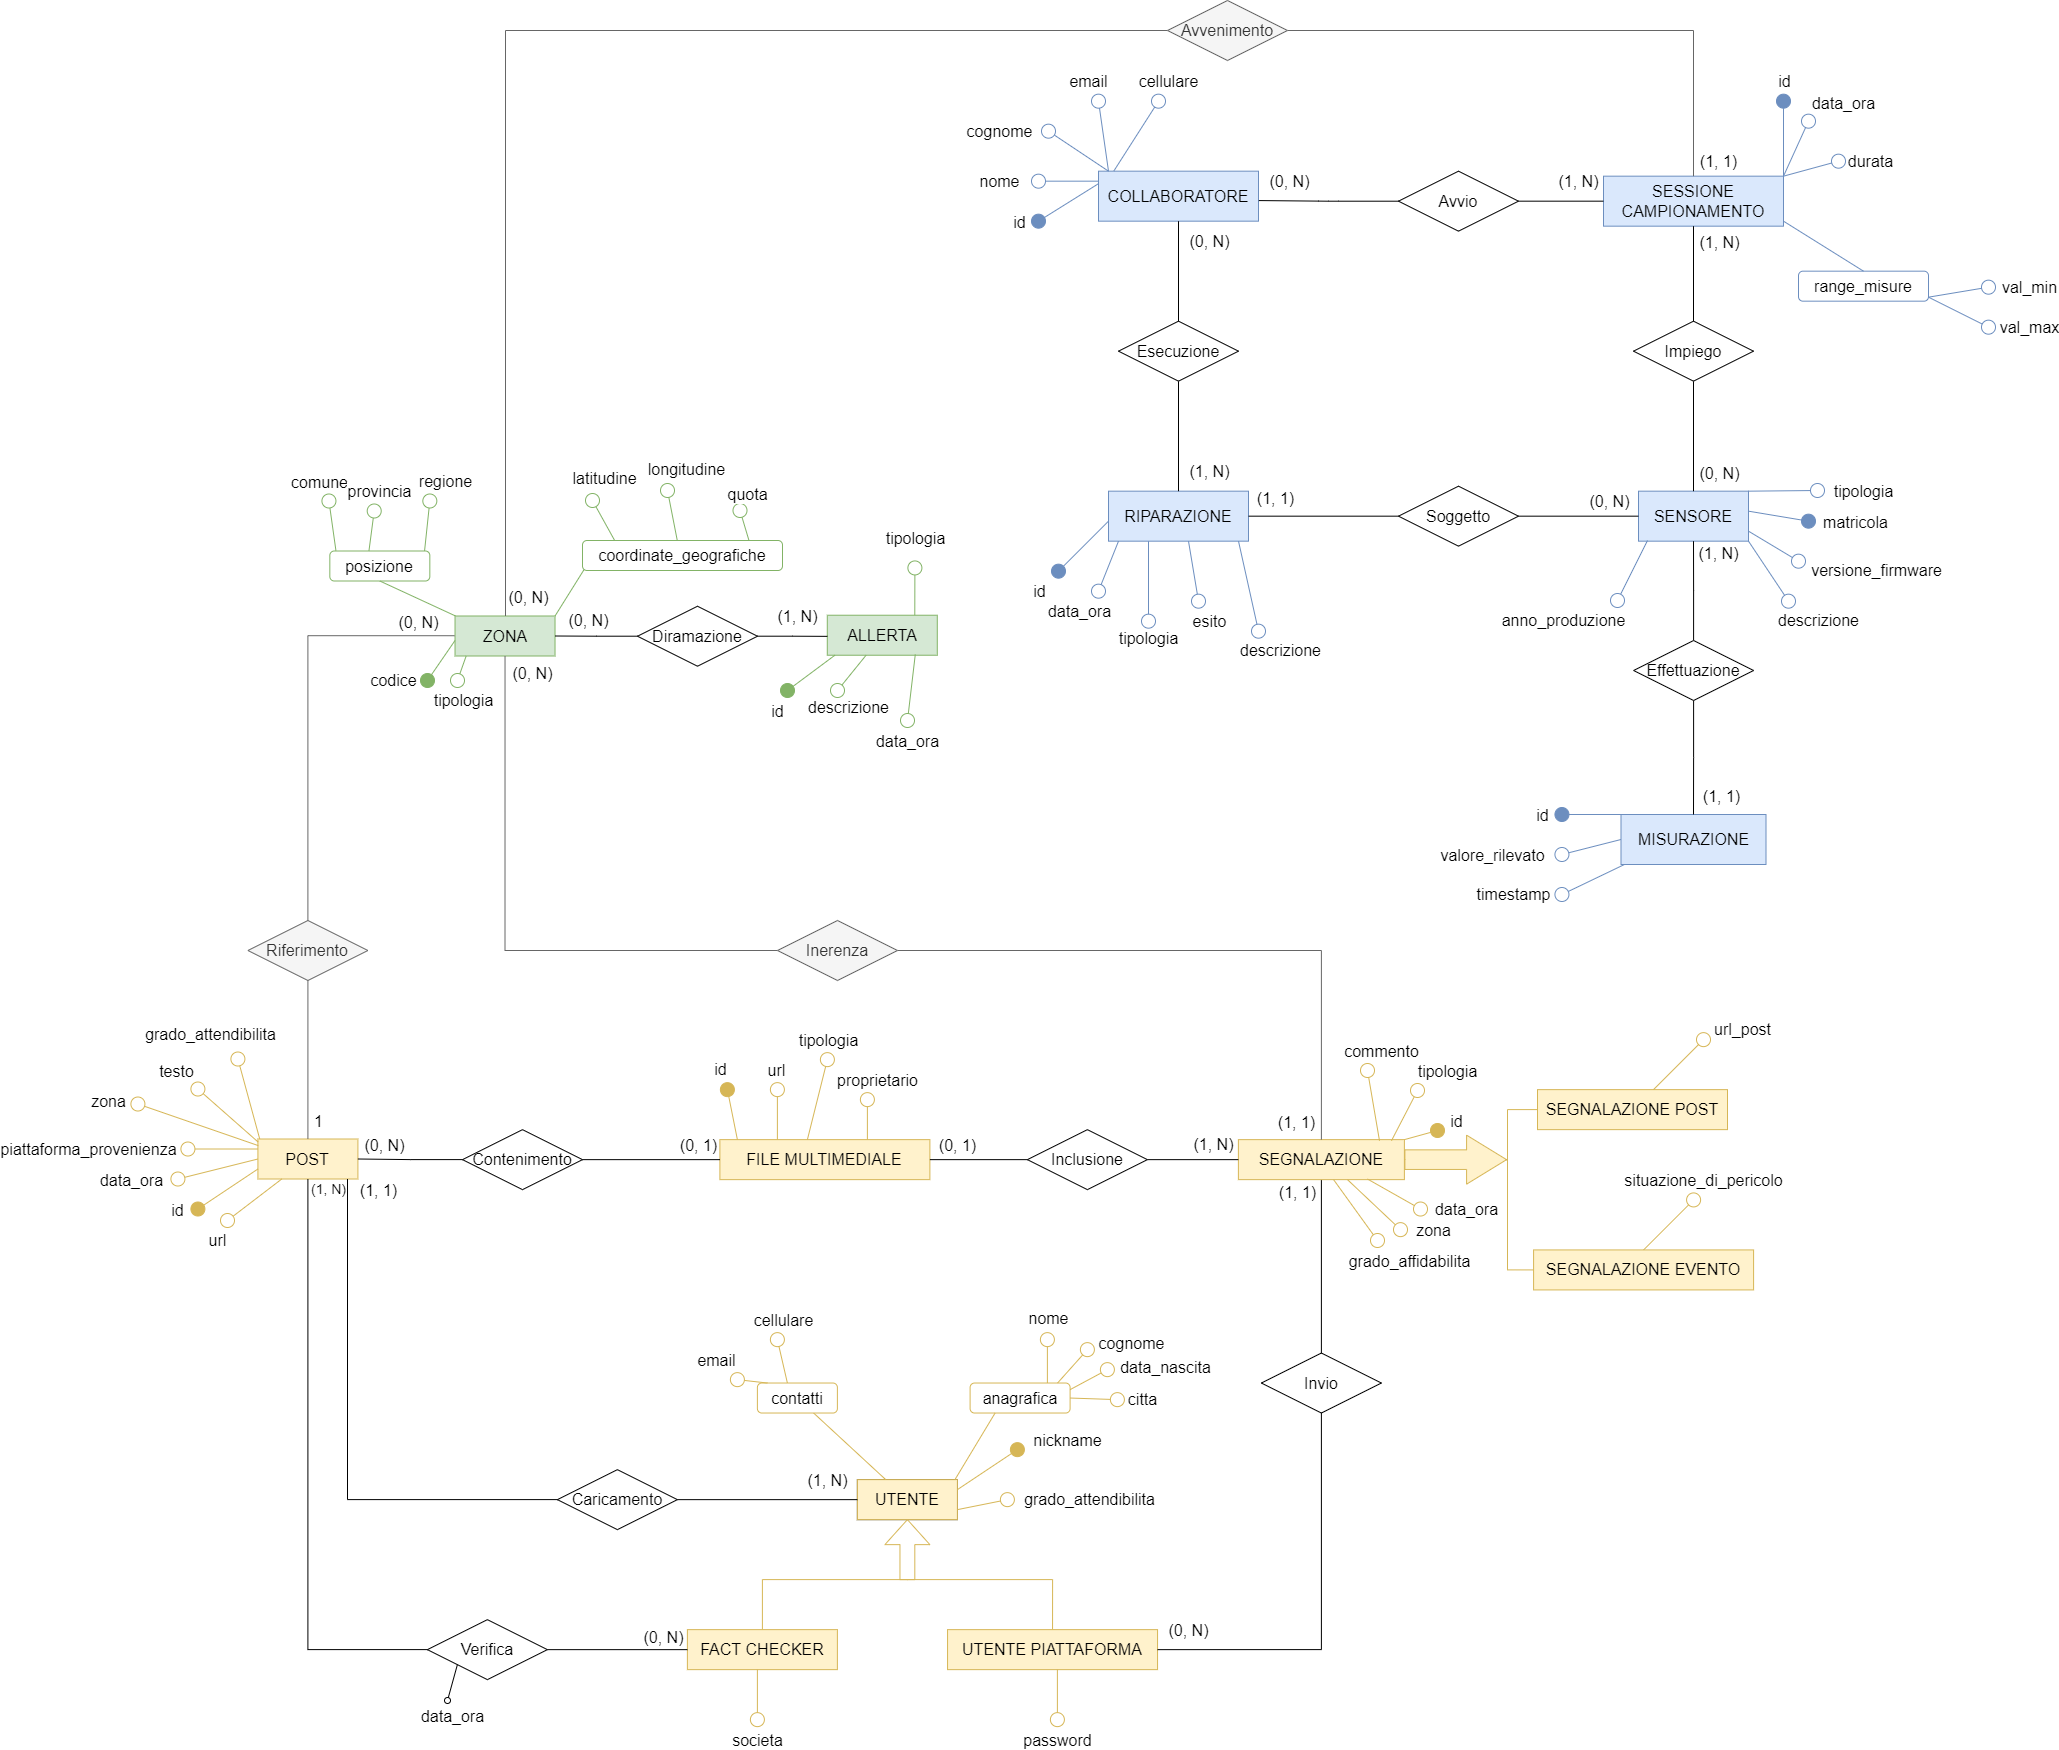 Avvenimento
email
cellulare
cognome
nome
id
COLLABORATORE
(0, N)
(0, N)
Avvio
(1, N)
id
data_ora
durata
(1, 1)
SESSIONE
CAMPIONAMENTO
(1, N)
range_misure
val_min
val_max
Esecuzione
Impiego
comune
provincia
regione
posizione
latitudine
longitudine
quota
coordinate_geografiche
tipologia
(0, N)
(0, N)
ZONA
(0, N)
(0, N)
codice
tipologia
Diramazione
(1, N)
ALLERTA
id
descrizione
data_ora
(1, N)
RIPARAZIONE
(1, 1)
id
data_ora
tipologia
esito
descrizione
Soggetto
(0, N)
(0, N)
SENSORE
(1, N)
tipologia
matricola
versione_firmware
descrizione
anno_produzione
Effettuazione
(1, 1)
id
MISURAZIONE
valore_rilevato
timestamp
Riferimento
Inerenza
grado_attendibilita
testo
zona
piattaforma_provenienza
data_ora
id
url
1
POST
(0, N)
(1, N)
(1, 1)
Contenimento
(0, 1)
id
url
tipologia
proprietario
FILE MULTIMEDIALE
(0, 1)
Inclusione
(1, N)
(1, 1)
commento
tipologia
id
SEGNALAZIONE
(1, 1)
data_ora
zona
grado_affidabilita
url_post
SEGNALAZIONE POST
situazione_di_pericolo
SEGNALAZIONE EVENTO
cellulare
email
contatti
nome
cognome
data_nascita
citta
anagrafica
nickname
grado_attendibilita
Invio
Caricamento
(1, N)
UTENTE
Verifica
data_ora
(0, N)
FACT CHECKER
societa
UTENTE PIATTAFORMA
(0, N)
password